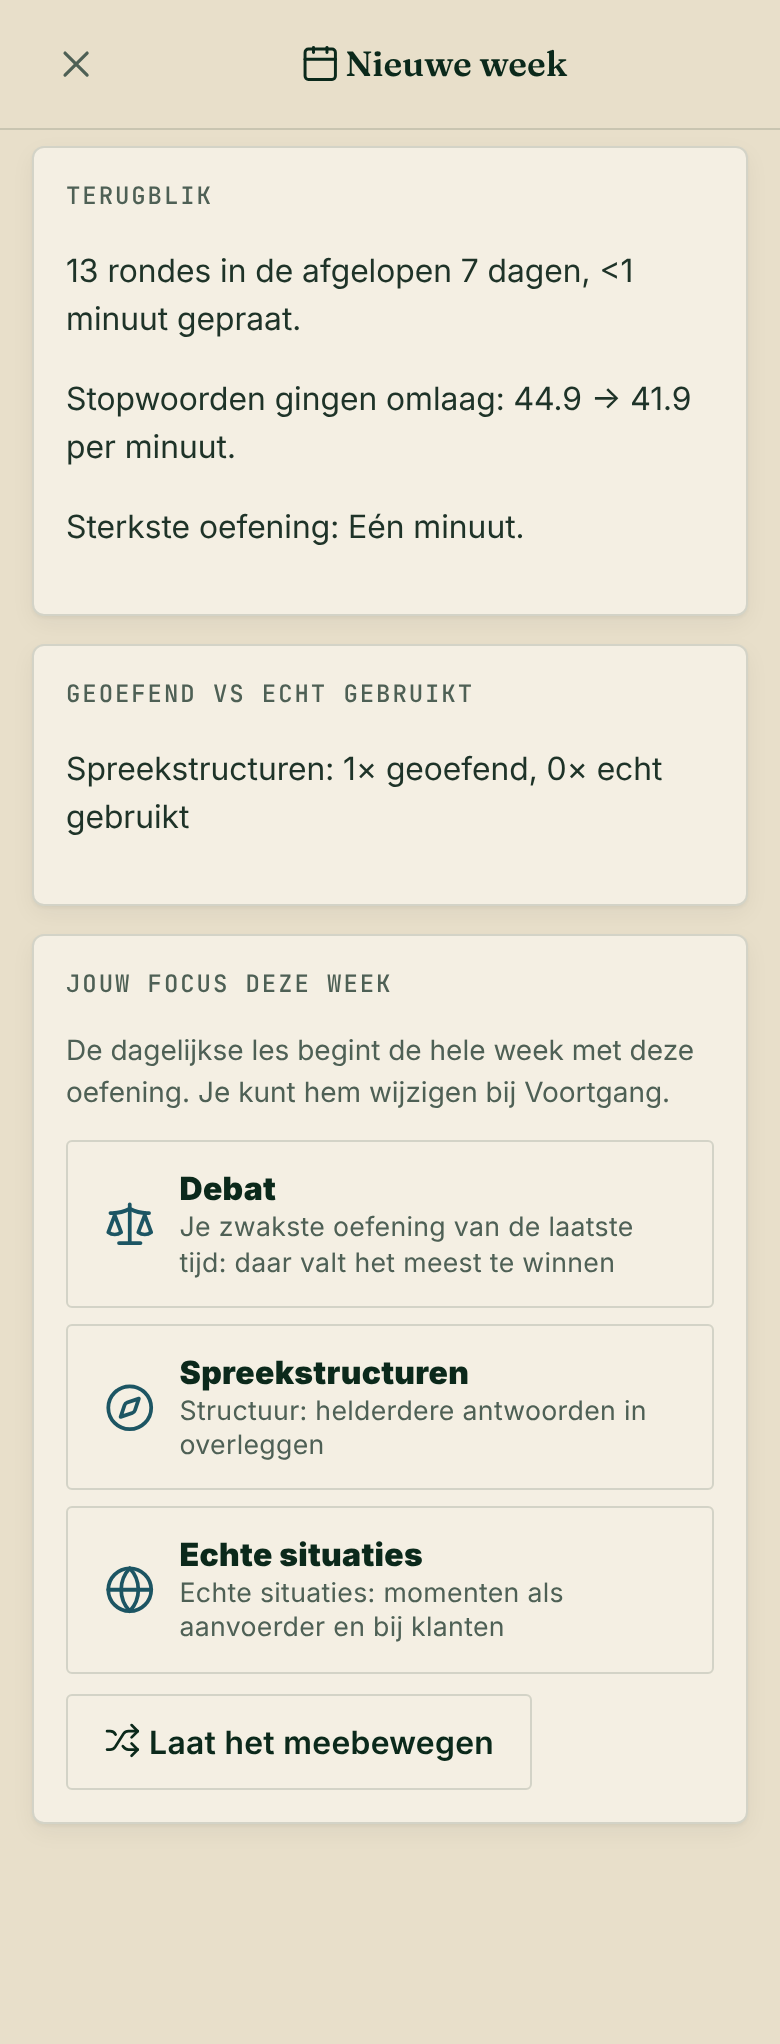 Nieuwe week
TERUGBLIK
13 rondes in de afgelopen 7 dagen, <1
minuut gepraat.
Stopwoorden gingen omlaag: 44.9 → 41.9
per minuut.
Sterkste oefening: Eén minuut.
GEOEFEND VS ECHT GEBRUIKT
Spreekstructuren: 1× geoefend, 0× echt
gebruikt
JOUW FOCUS DEZE WEEK
De dagelijkse les begint de hele week met deze
oefening. Je kunt hem wijzigen bij Voortgang.
Debat
Je zwakste oefening van de laatste
tijd: daar valt het meest te winnen
Spreekstructuren
Structuur: helderdere antwoorden in
overleggen
Echte situaties
Echte situaties: momenten als
aanvoerder en bij klanten
Laat het meebewegen